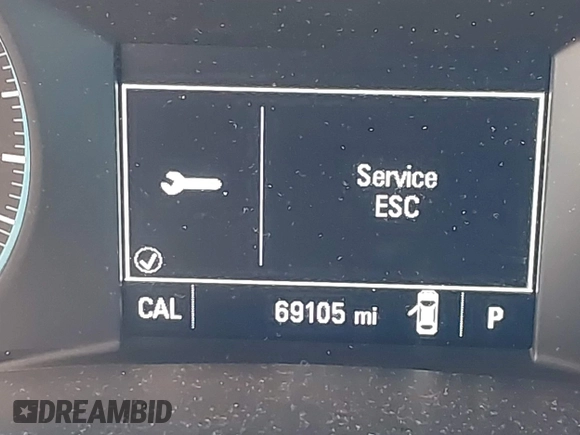 Service
ESC
CAL 69105 mi P
DREAMBID